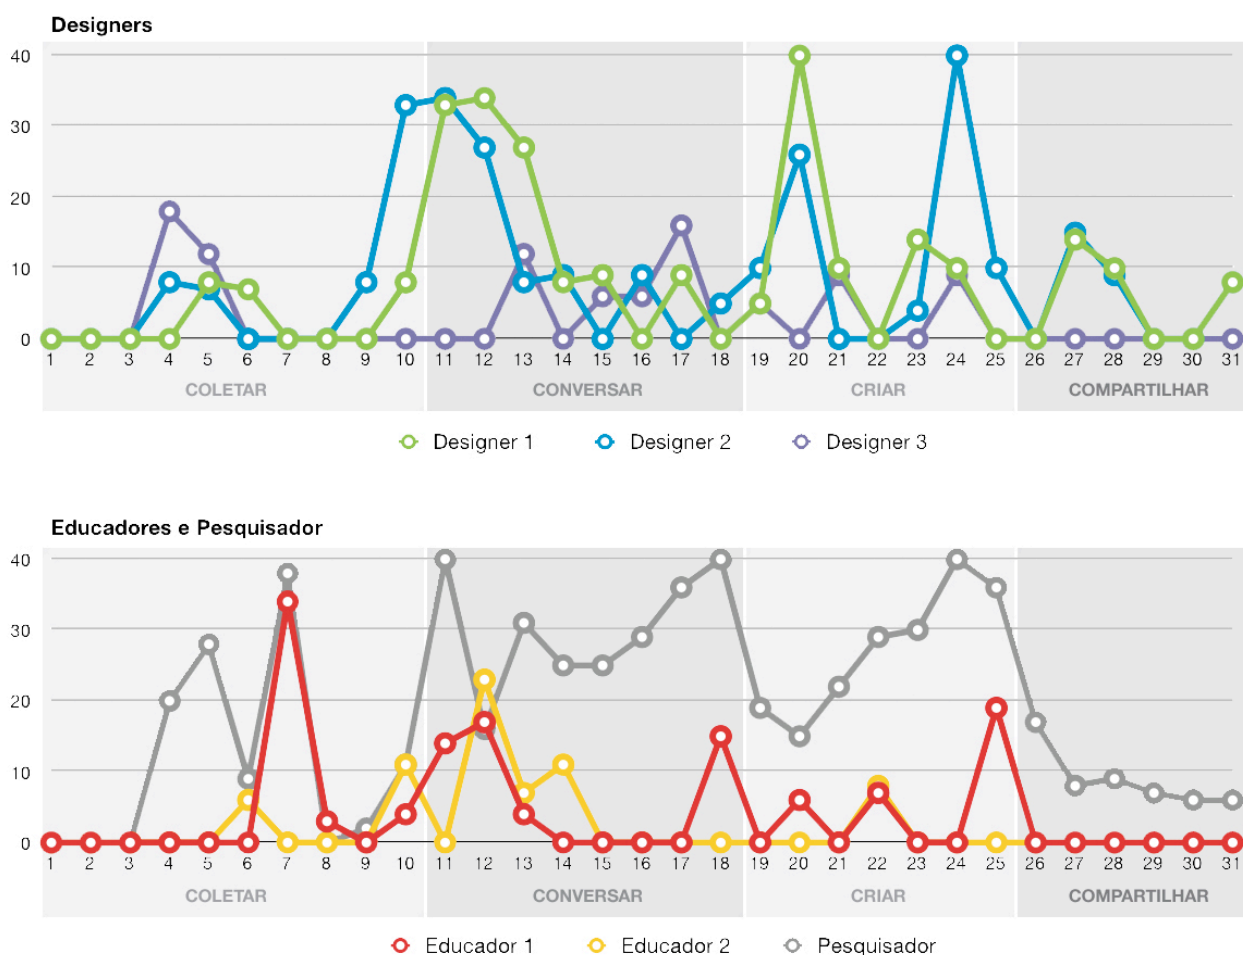 Designers
40
30
20
10
0
1 2 3 4 5 6 7 8 9 10 11 12 13 14 15 16 17 18 19 20 21 22 23 24 25 26 27 28 29 30 31
COLETAR CONVERSAR CRIAR COMPARTILHAR
Designer 1 Designer 2 Designer 3
Educadores e Pesquisador
40
30
20
10
0
1 2 3 4 5 6 7 8 9 10 11 12 13 14 15 16 17 18 19 20 21 22 23 24 25 26 27 28 29 30 31
COLETAR CONVERSAR CRIAR COMPARTILHAR
Educador 1 Educador 2 Pesquisador